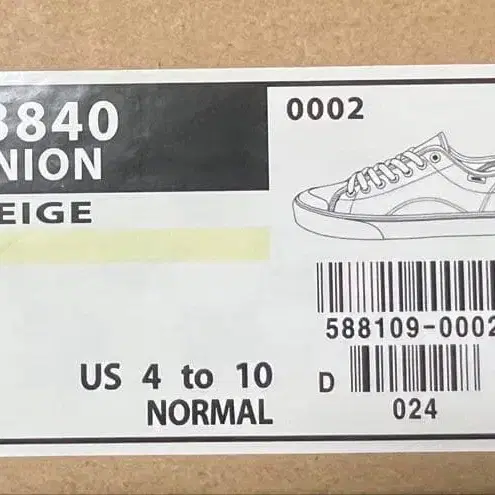 3840
NION
EIGE
0002
588109-0002
US 4 to 10
NORMAL
D
024